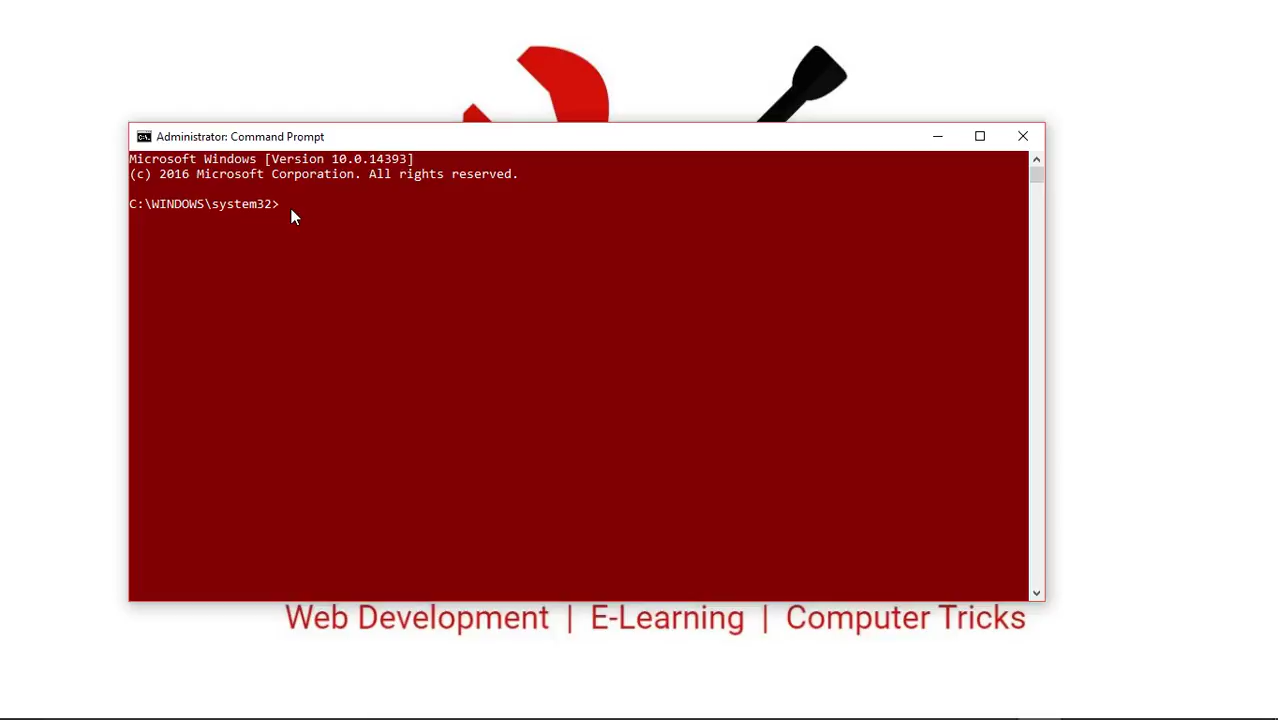 Administrator: Command Prompt
Microsoft Windows [Version 10.0.14393]
(c) 2016 Microsoft Corporation. All rights reserved.
C:\WINDOWS\system32>
Web Development | E-Learning | Computer Tricks